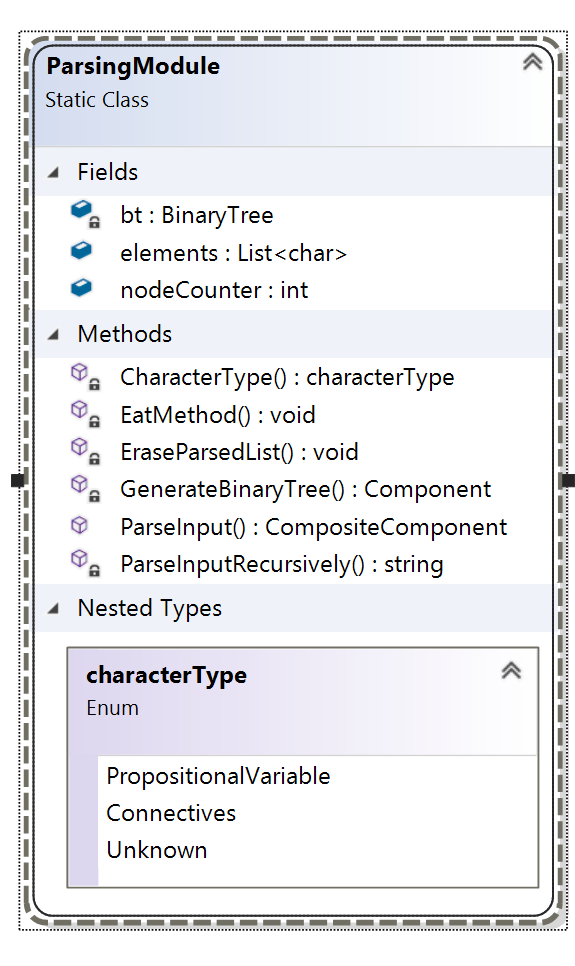 ParsingModule
Static Class
Fields
bt : BinaryTree
elements : List<char>
nodeCounter : int
Methods
CharacterType() : characterType
EatMethod() : void
EraseParsedList() : void
GenerateBinaryTree() : Component
ParseInput() : CompositeComponent
ParseInputRecursively() : string
Nested Types
characterType
Enum
PropositionalVariable
Connectives
Unknown